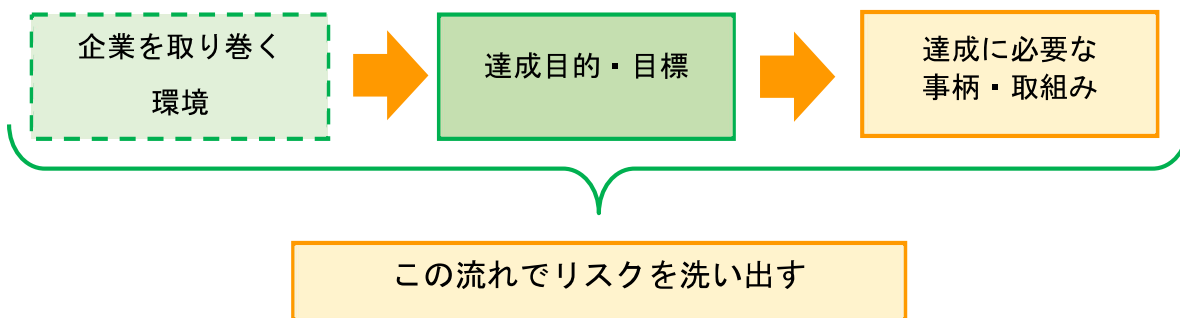 企業を取り巻く
環境
達成目的・目標
達成に必要な
事柄・取組み
この流れでリスクを洗い出す